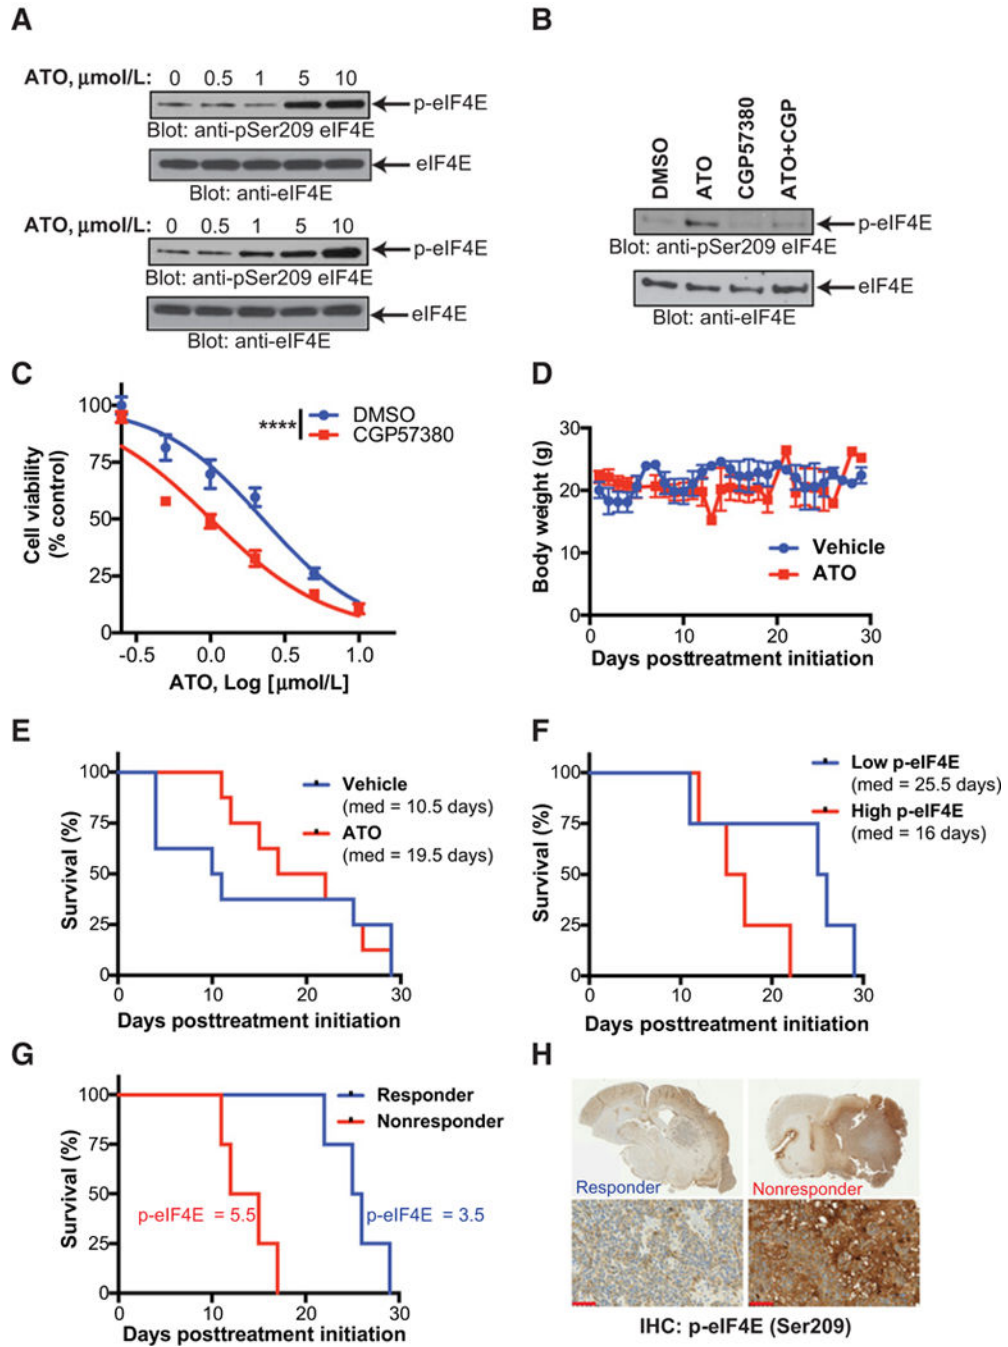 A
ATO, μmol/L: 0 0.5 1 5 10
p-eIF4E
Blot: anti-pSer209 eIF4E
eIF4E
Blot: anti-eIF4E
ATO, μmol/L: 0 0.5 1 5 10
p-eIF4E
Blot: anti-pSer209 eIF4E
eIF4E
Blot: anti-eIF4E
B
DMSO
ATO
CGP57380
ATO+CGP
p-eIF4E
Blot: anti-pSer209 eIF4E
eIF4E
Blot: anti-eIF4E
C
Cell viability
(% control)
100
75
50
25
0
****
DMSO
CGP57380
-0.5 0.0 0.5 1.0
ATO, Log [μmol/L]
D
Body weight (g)
30
20
10
0
Vehicle
ATO
0 10 20 30
Days posttreatment initiation
E
Survival (%)
100
75
50
25
0
Vehicle
(med = 10.5 days)
ATO
(med = 19.5 days)
0 10 20 30
Days posttreatment initiation
F
Survival (%)
100
75
50
25
0
Low p-eIF4E
(med = 25.5 days)
High p-eIF4E
(med = 16 days)
0 10 20 30
Days posttreatment initiation
G
Survival (%)
100
75
50
25
0
Responder
Nonresponder
p-eIF4E = 5.5
p-eIF4E = 3.5
0 10 20 30
Days posttreatment initiation
H
Responder
Nonresponder
IHC: p-eIF4E (Ser209)